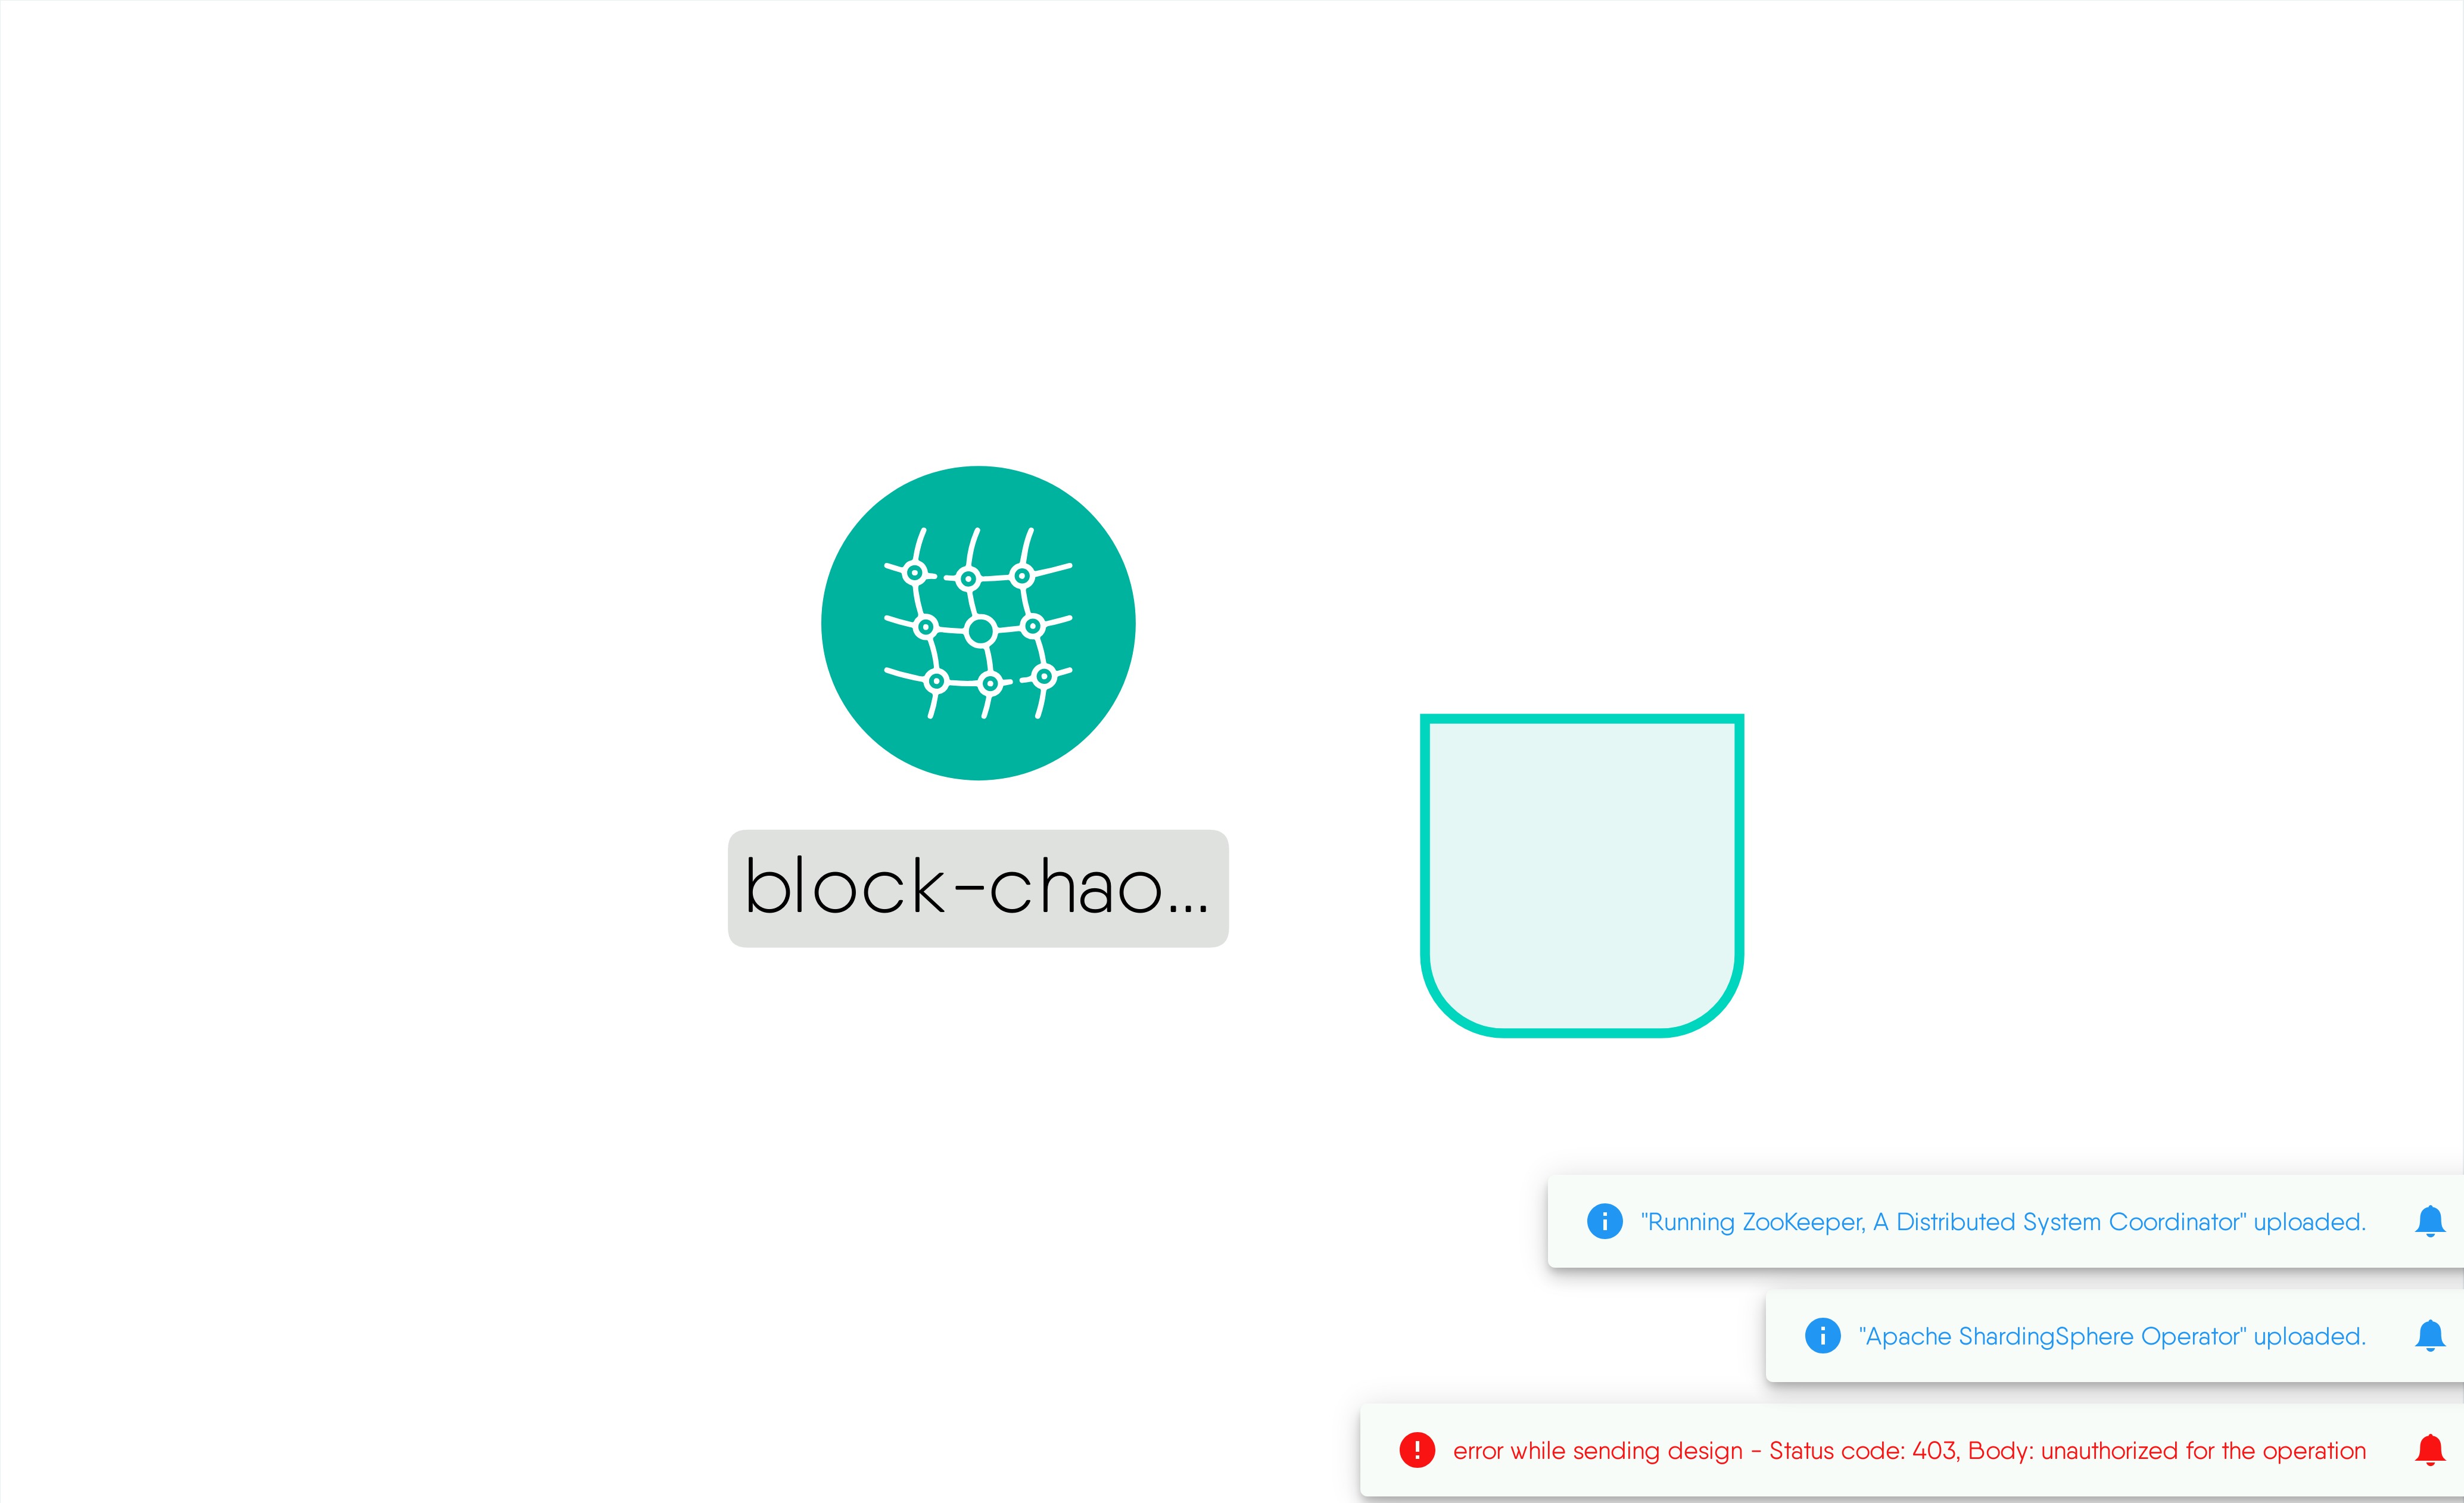 block-chao...
"Running ZooKeeper, A Distributed System Coordinator" uploaded.
"Apache ShardingSphere Operator" uploaded.
error while sending design - Status code: 403, Body: unauthorized for the operation